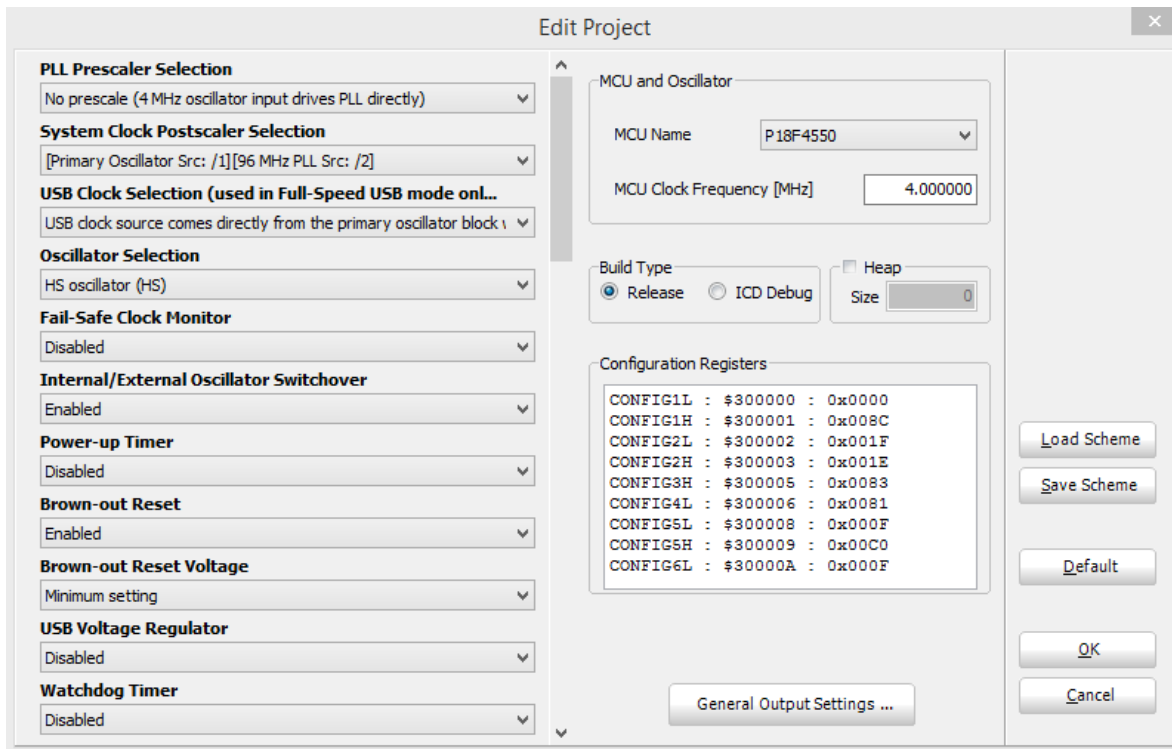 Edit Project
PLL Prescaler Selection
No prescale (4 MHz oscillator input drives PLL directly)
System Clock Postscaler Selection
[Primary Oscillator Src: /1][96 MHz PLL Src: /2]
USB Clock Selection (used in Full-Speed USB mode onl...
USB clock source comes directly from the primary oscillator block
Oscillator Selection
HS oscillator (HS)
Fail-Safe Clock Monitor
Disabled
Internal/External Oscillator Switchover
Enabled
Power-up Timer
Disabled
Brown-out Reset
Enabled
Brown-out Reset Voltage
Minimum setting
USB Voltage Regulator
Disabled
Watchdog Timer
Disabled
MCU and Oscillator
MCU Name
P18F4550
MCU Clock Frequency [MHz]
4.000000
Build Type
Release
ICD Debug
Heap
Size
0
Configuration Registers
CONFIG1L : $300000 : 0x0000
CONFIG1H : $300001 : 0x008C
CONFIG2L : $300002 : 0x001F
CONFIG2H : $300003 : 0x001E
CONFIG3H : $300005 : 0x0083
CONFIG4L : $300006 : 0x0081
CONFIG5L : $300008 : 0x000F
CONFIG5H : $300009 : 0x00C0
CONFIG6L : $30000A : 0x000F
General Output Settings ...
Load Scheme
Save Scheme
Default
OK
Cancel